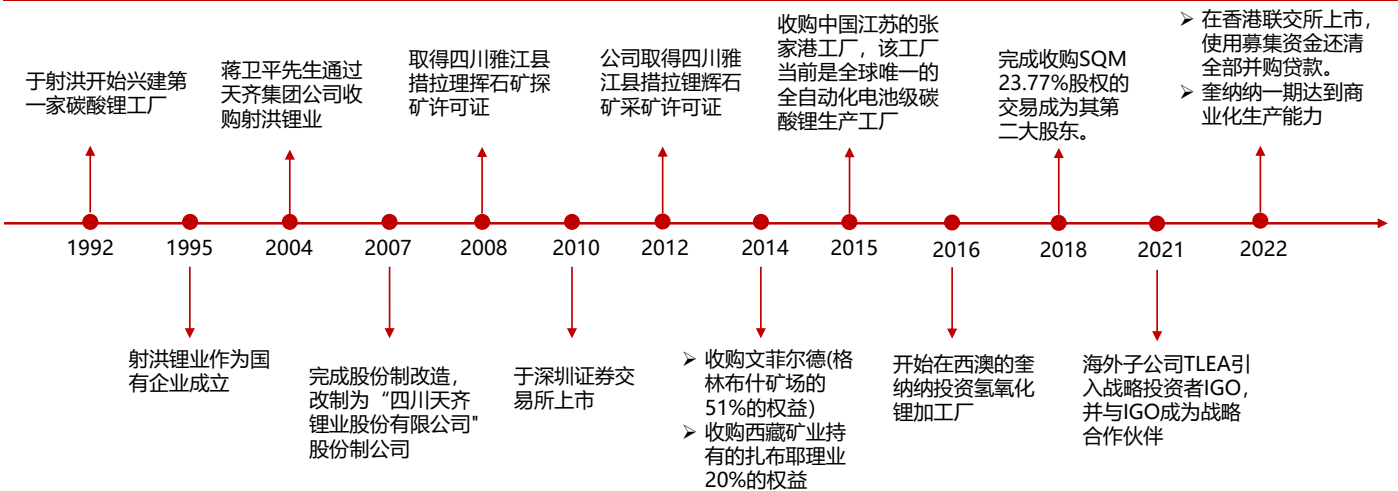 于射洪开始兴建第
一家碳酸锂工厂
蒋卫平先生通过
天齐集团公司收
购射洪锂业
取得四川雅江县
措拉理挥石矿探
矿许可证
公司取得四川雅
江县措拉锂辉石
矿采矿许可证
收购中国江苏的张
家港工厂，该工厂
当前是全球唯一的
全自动化电池级碳
酸锂生产工厂
完成收购SQM
23.77%股权的
交易成为其第
二大股东。
➢ 在香港联交所上市，
使用募集资金还清
全部并购贷款。
➢ 奎纳纳一期达到商
业化生产能力
1992 1995 2004 2007 2008 2010 2012 2014 2015 2016 2018 2021 2022
射洪锂业作为国
有企业成立
完成股份制改造，
改制为“四川天齐
锂业股份有限公司"
股份制公司
于深圳证券交
易所上市
➢ 收购文菲尔德(格
林布什矿场的
51%的权益)
➢ 收购西藏矿业持
有的扎布耶理业
20%的权益
开始在西澳的奎
纳纳投资氢氧化
锂加工厂
海外子公司TLEA引
入战略投资者IGO，
并与IGO成为战略
合作伙伴